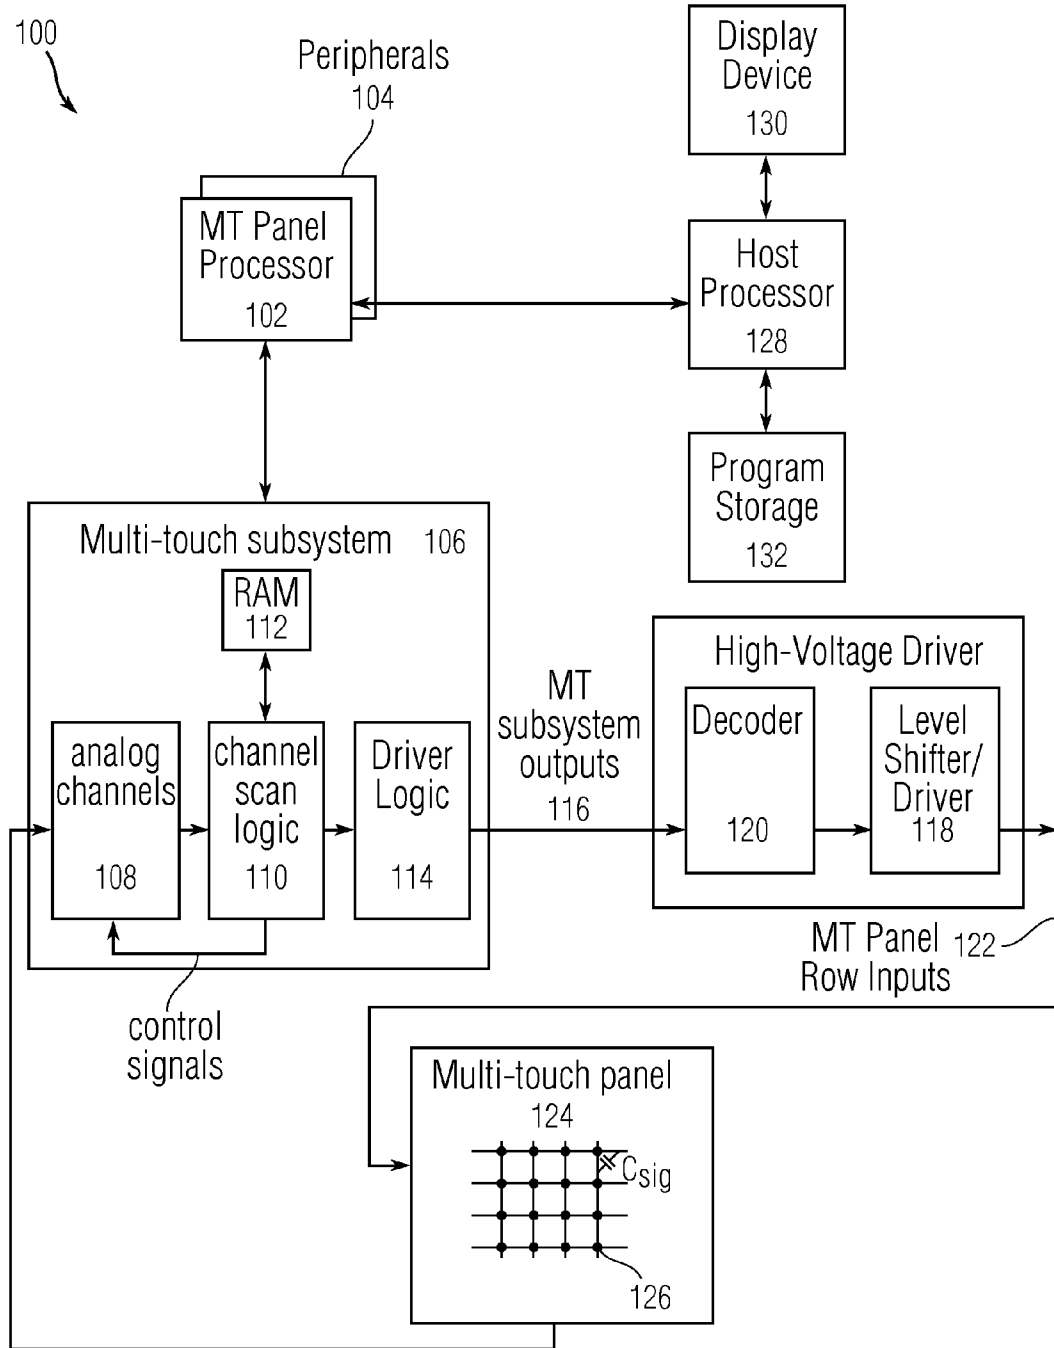 100
Peripherals
104
MT Panel
Processor
102
Display
Device
130
Host
Processor
128
Program
Storage
132
Multi-touch subsystem 106
RAM
112
analog
channels
108
channel
scan
logic
110
Driver
Logic
114
control
signals
MT
subsystem
outputs
116
High-Voltage Driver
Decoder
120
Level
Shifter/
Driver
118
MT Panel 122
Row Inputs
Multi-touch panel
124
Csig
126